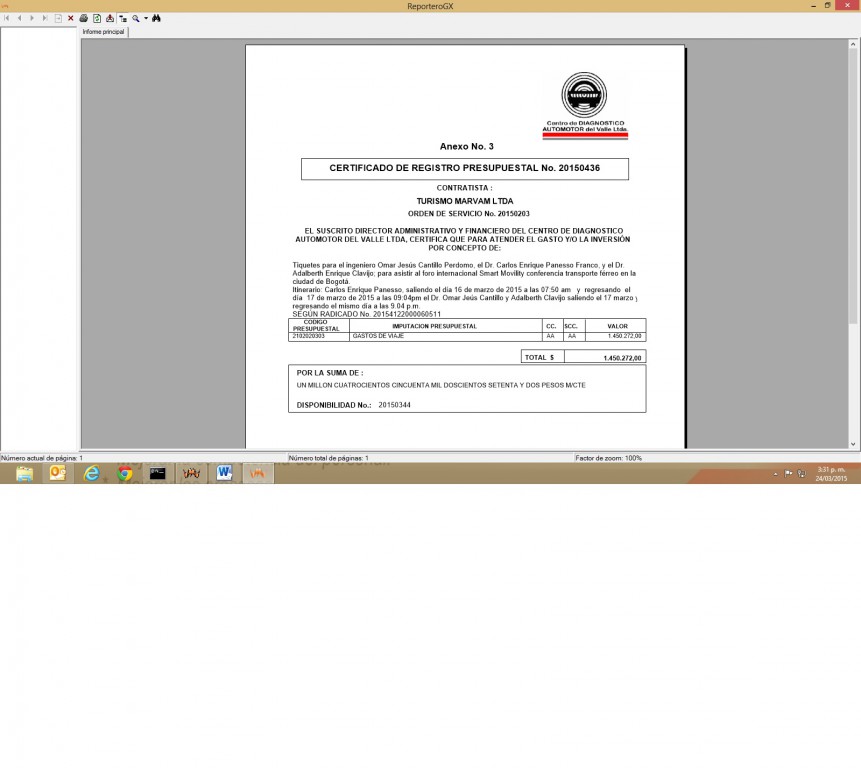 ReporteroGX
Informe principal
Centro de DIAGNOSTICO
AUTOMOTOR del Valle Ltda.
Anexo No. 3
CERTIFICADO DE REGISTRO PRESUPUESTAL No. 20150436
CONTRATISTA :
TURISMO MARVAM LTDA
ORDEN DE SERVICIO No. 20150203
EL SUSCRITO DIRECTOR ADMINISTRATIVO Y FINANCIERO DEL CENTRO DE DIAGNOSTICO
AUTOMOTOR DEL VALLE LTDA, CERTIFICA QUE PARA ATENDER EL GASTO Y/O LA INVERSIÓN
POR CONCEPTO DE:
Tiquetes para el ingeniero Omar Jesús Cantillo Perdomo, el Dr. Carlos Enrique Panesso Franco, y el Dr.
Adalberth Enrique Clavijo; para asistir al foro internacional Smart Movility conferencia transporte férreo en la
ciudad de Bogotá.
Itinerario: Carlos Enrique Panesso, saliendo el día 16 de marzo de 2015 a las 07:50 am y regresando el
día 17 de marzo de 2015 a las 09:04pm el Dr. Omar Jesús Cantillo y Adalberth Clavijo saliendo el 17 marzo y
regresando el mismo día a las 9.04 p.m.
SEGÚN RADICADO No. 20154122000060511
CODIGO PRESUPUESTAL IMPUTACION PRESUPUESTAL CC. SCC. VALOR
2102020303 GASTOS DE VIAJE AA AA 1.450.272,00
TOTAL $ 1.450.272,00
POR LA SUMA DE :
UN MILLON CUATROCIENTOS CINCUENTA MIL DOSCIENTOS SETENTA Y DOS PESOS M/CTE
DISPONIBILIDAD No.: 20150344
Número actual de página: 1 Número total de páginas: 1 Factor de zoom: 100%
3:31 p. m.
24/03/2015